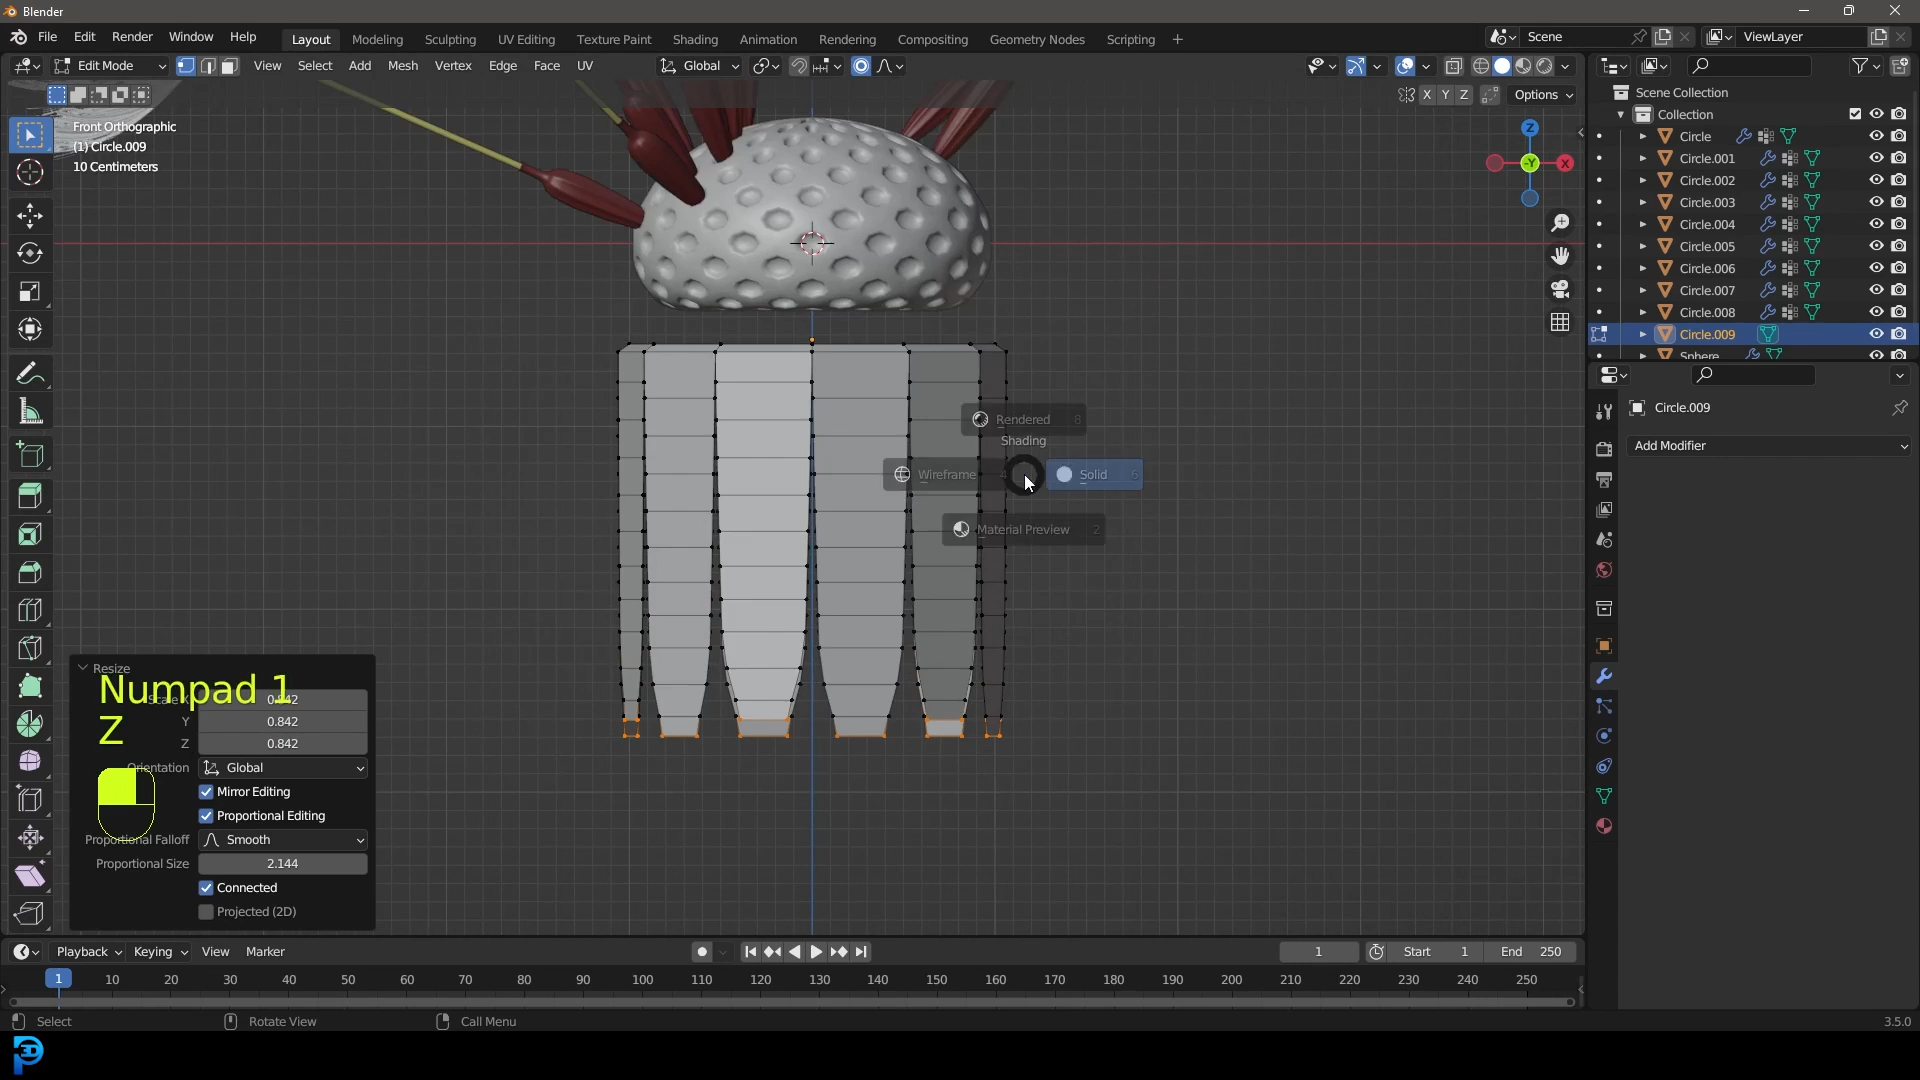 Blender
File Edit Render Window Help
Layout Modeling Sculpting UV Editing Texture Paint Shading Animation Rendering Compositing Geometry Nodes Scripting +
Scene
ViewLayer
Edit Mode
View Select Add Mesh Vertex Edge Face UV
Global
X Y Z
Options
Front Orthographic
(1) Circle.009
10 Centimeters
Z
X
-Y
Scene Collection
Collection
Circle
Circle.001
Circle.002
Circle.003
Circle.004
Circle.005
Circle.006
Circle.007
Circle.008
Circle.009
Sphere
Circle.009
Add Modifier
Rendered 8
Shading
Wireframe 4
Solid 6
Material Preview 2
Resize
Numpad 1
Z
Scale X 0.842
Y 0.842
Z 0.842
Orientation Global
Mirror Editing
Proportional Editing
Proportional Falloff Smooth
Proportional Size 2.144
Connected
Projected (2D)
Playback Keying View Marker
1
Start 1
End 250
1 10 20 30 40 50 60 70 80 90 100 110 120 130 140 150 160 170 180 190 200 210 220 230 240 250
Select
Rotate View
Call Menu
3.5.0